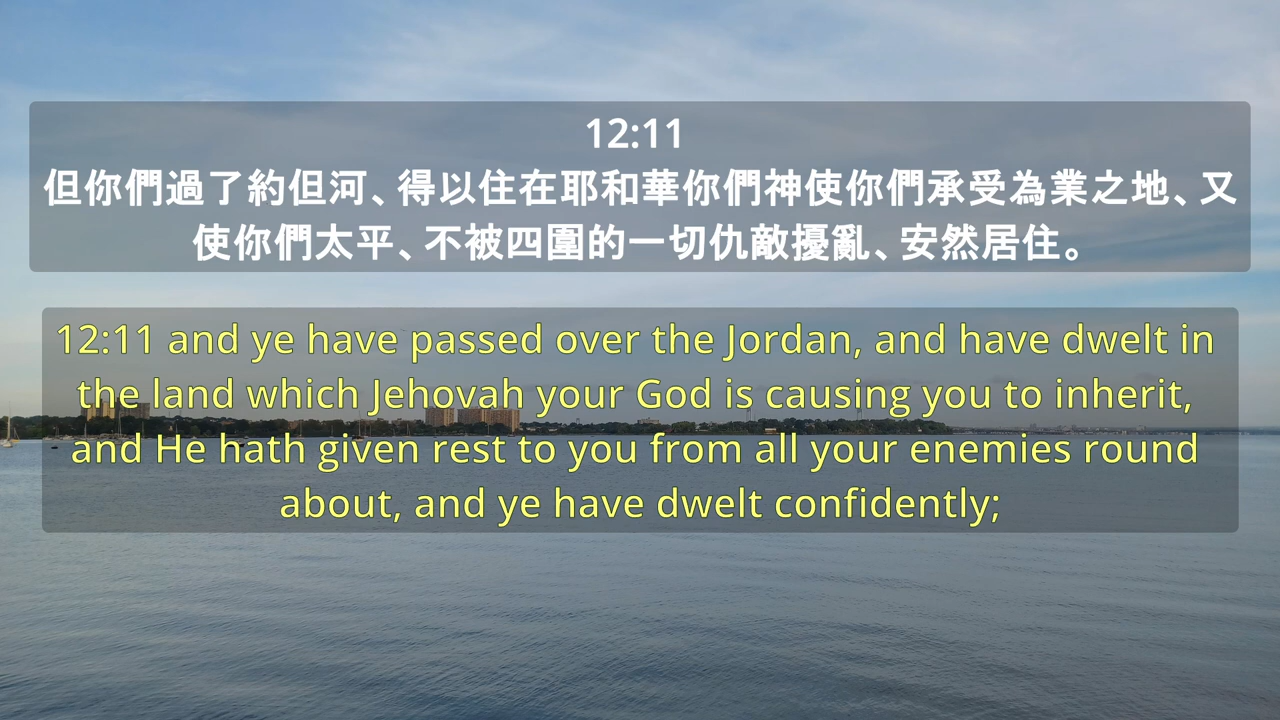 12:11
但你們過了約但河、得以住在耶和華你們神使你們承受為業之地、又
使你們太平、不被四圍的一切仇敵擾亂、安然居住。
12:11 and ye have passed over the Jordan, and have dwelt in
the land which Jehovah your God is causing you to inherit,
and He hath given rest to you from all your enemies round
about, and ye have dwelt confidently;